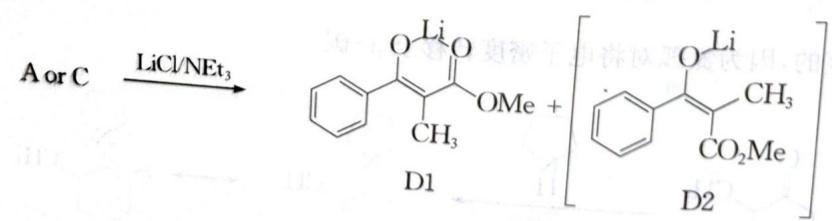 A or C
LiCl/NEt₃
Li
O
O
OMe
CH₃
D1
+
Li
O
CH₃
CO₂Me
D2